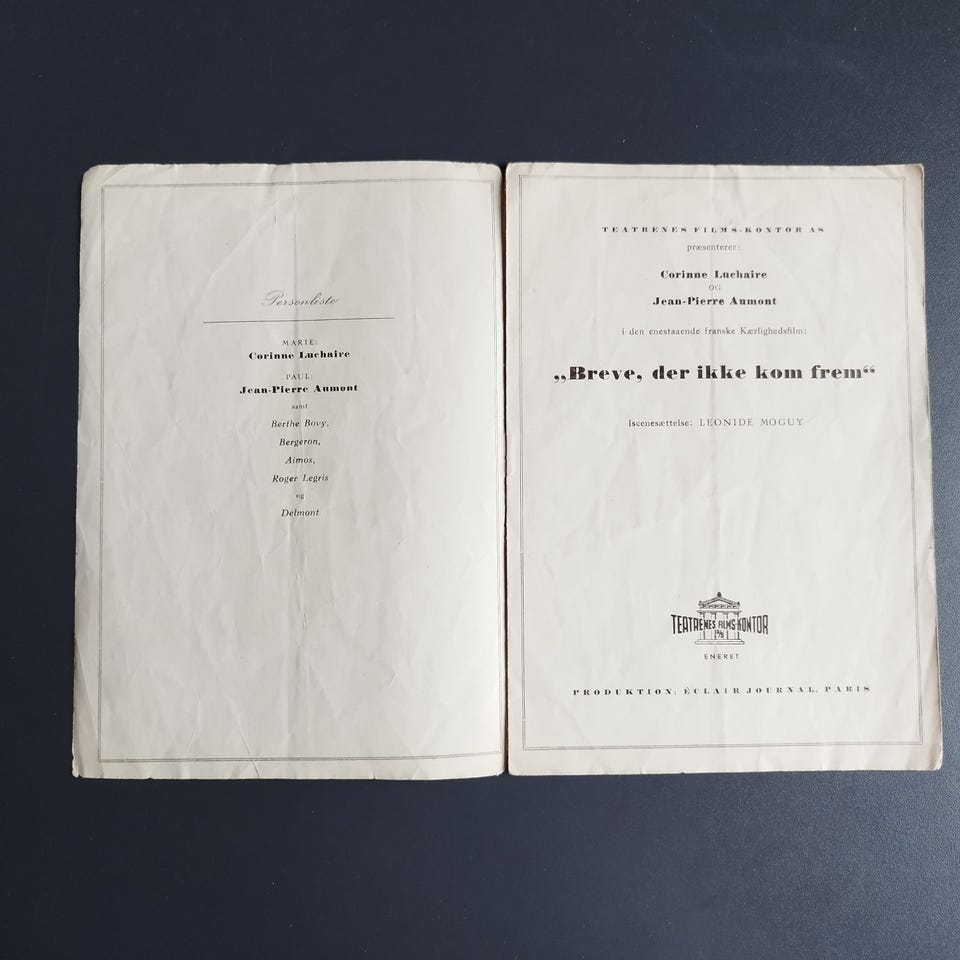 Personliste
MARIE:
Corinne Luchaire
PAUL:
Jean-Pierre Aumont
samt
Berthe Bovy,
Bergeron,
Aimos,
Roger Legris
og
Delmont
TEATRENES FILMS-KONTOR AS
præsenterer:
Corinne Luchaire
OG
Jean-Pierre Aumont
i den enestaaende franske Kærlighedsfilm:
„Breve, der ikke kom frem“
Iscenesættelse: LEONIDE MOGUY
TEATRENES FILMS-KONTOR
A/S
ENERET
PRODUKTION: ÉCLAIR JOURNAL, PARIS